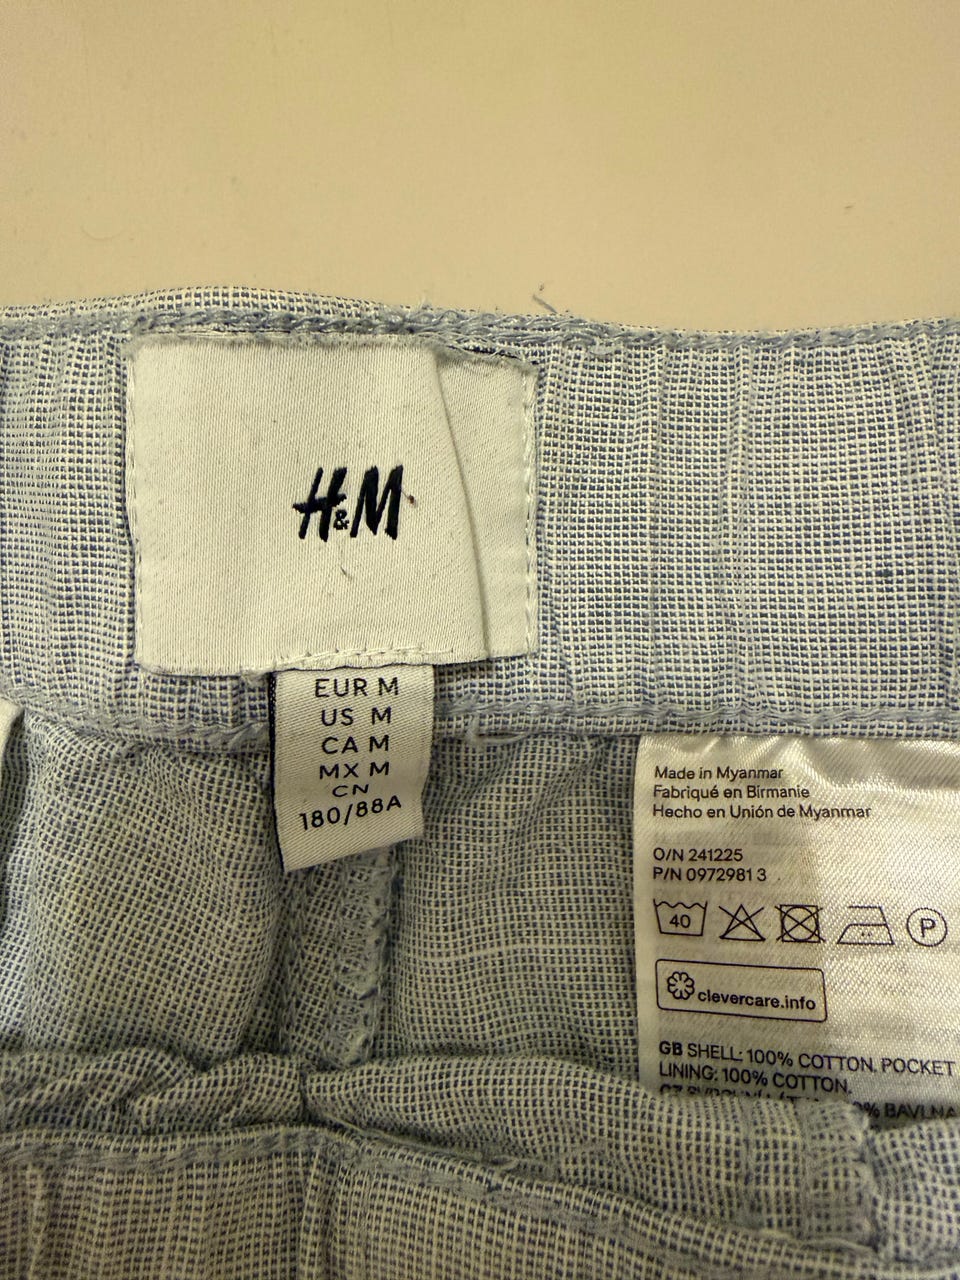 H&M
EUR M
US M
CA M
MX M
CN
180/88A
Made in Myanmar
Fabriqué en Birmanie
Hecho en Unión de Myanmar
O/N 241225
P/N 0972981 3
40
P
clevercare.info
GB SHELL: 100% COTTON. POCKET
LINING: 100% COTTON.
BAVLNA